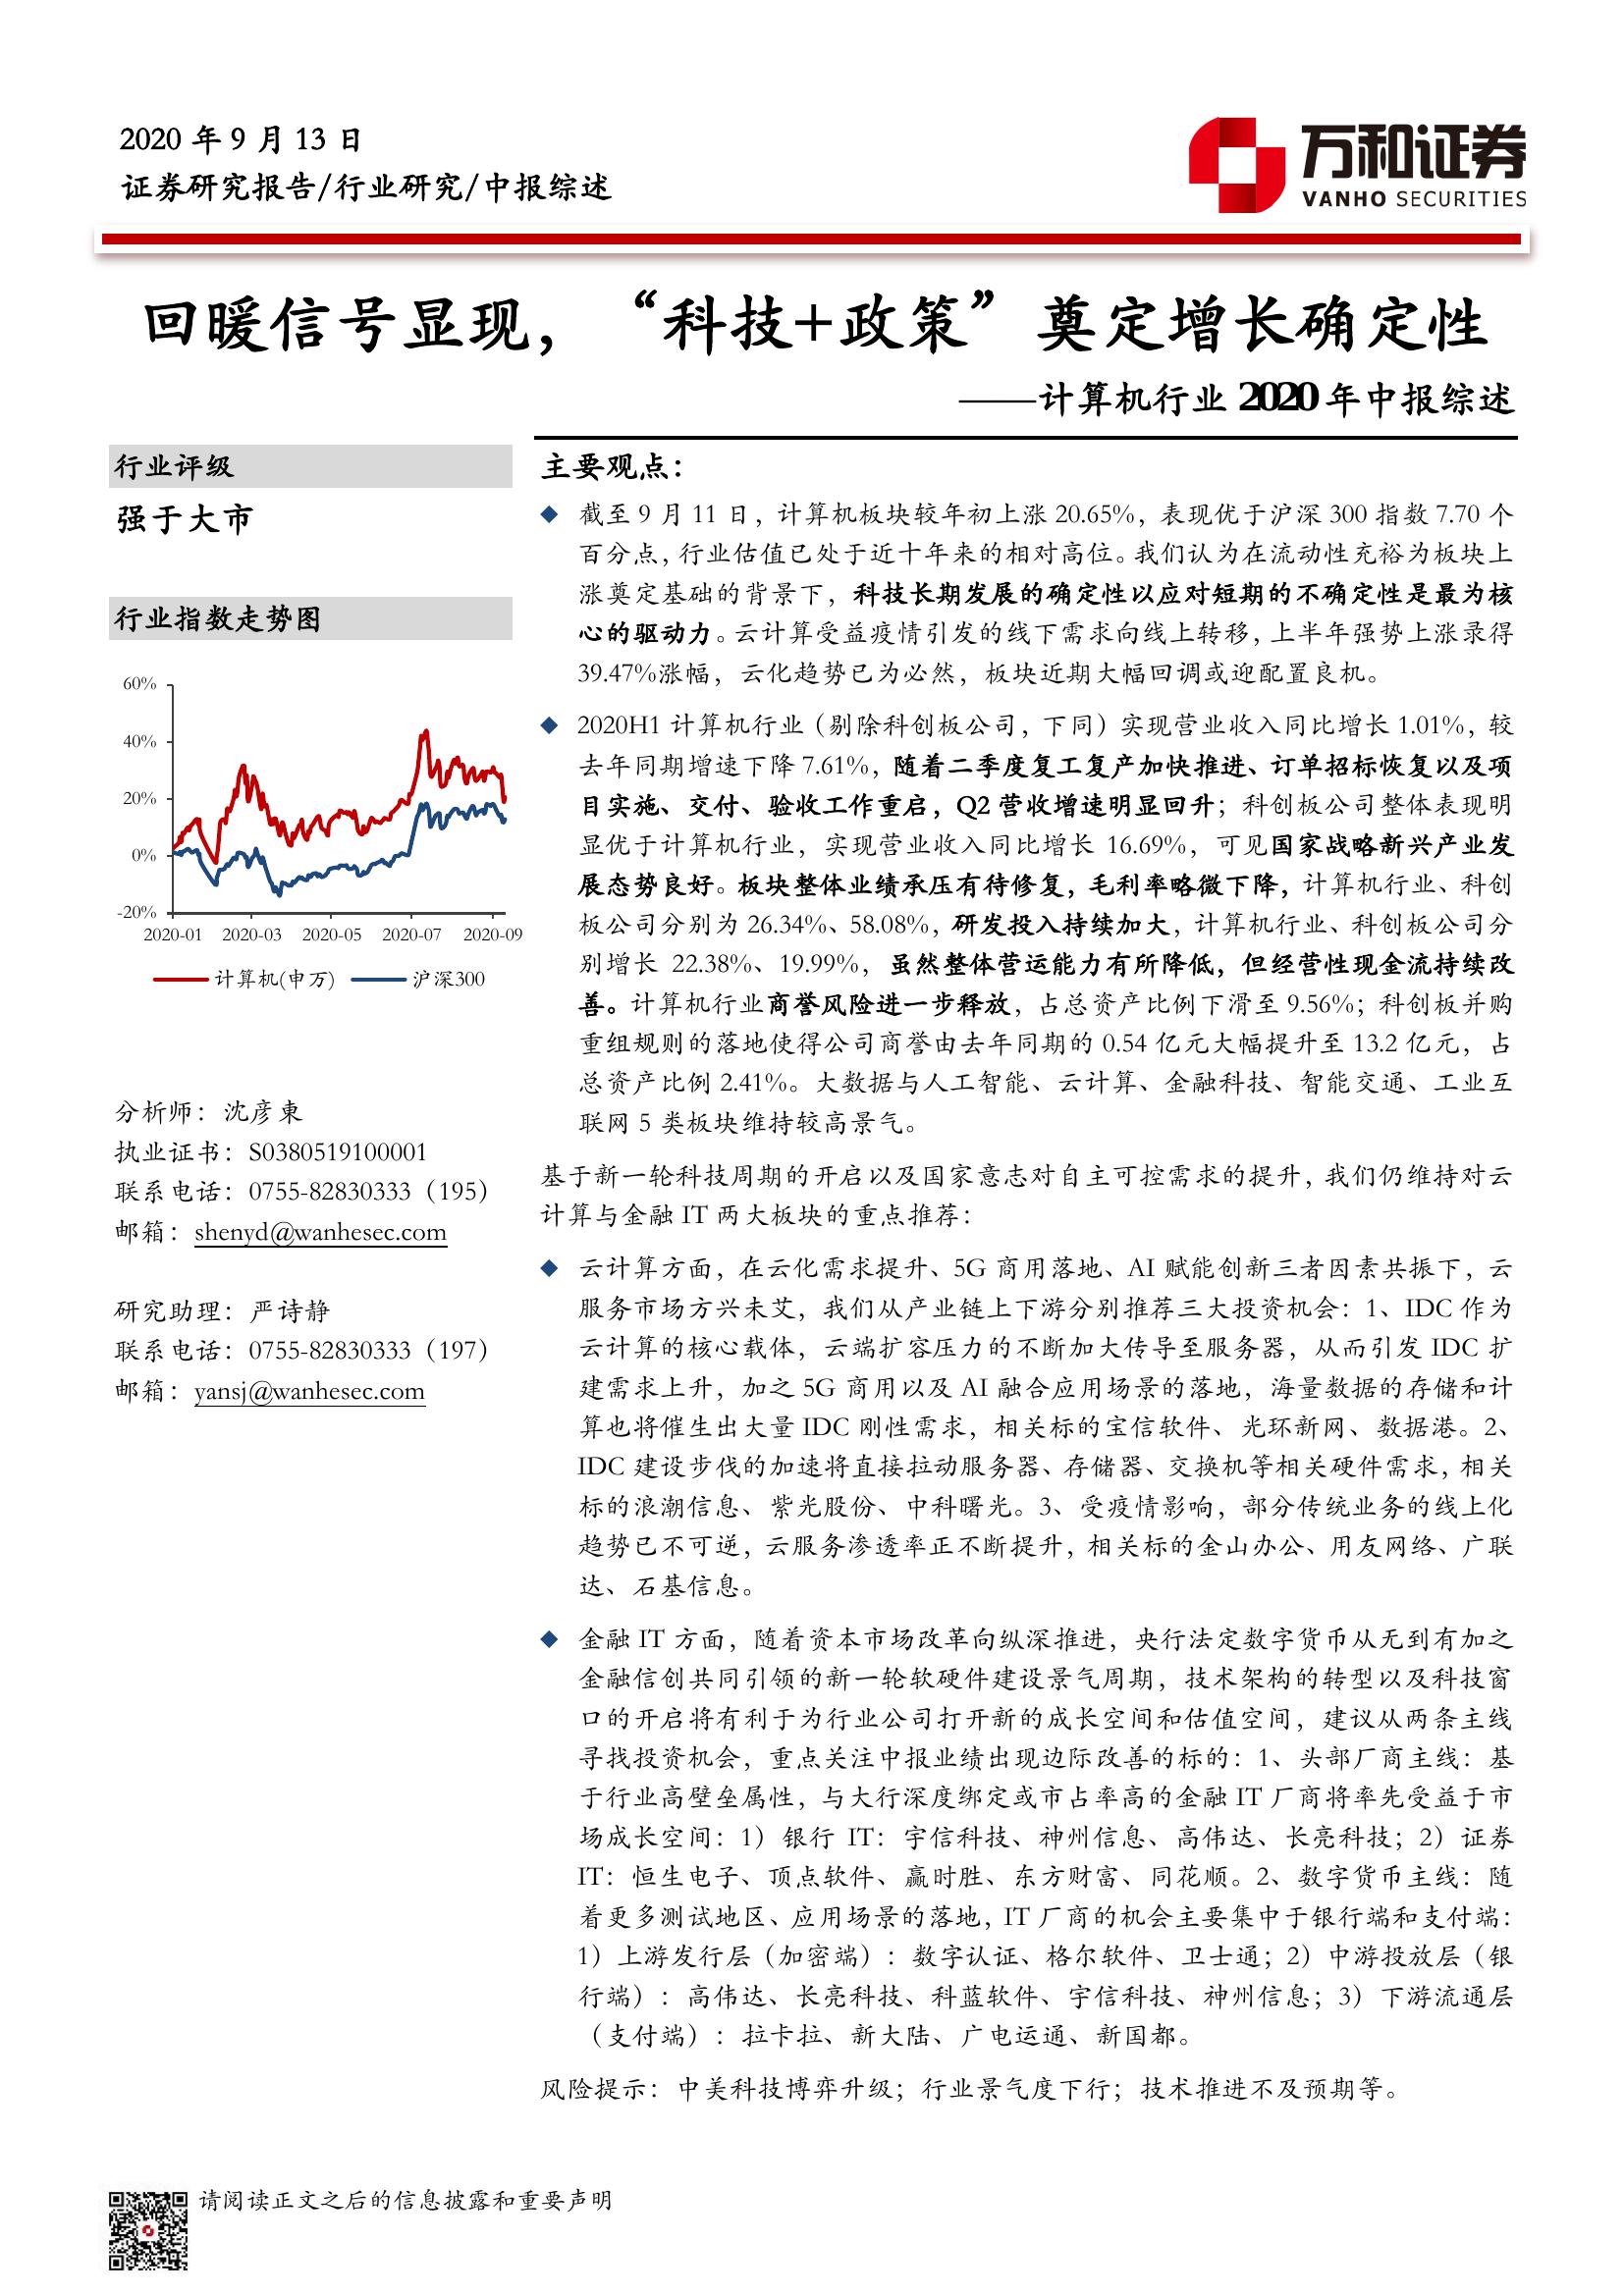 2020 年 9 月 13 日
证券研究报告/行业研究/中报综述
万和证券
VANHO SECURITIES
回暖信号显现，“科技+政策”奠定增长确定性
——计算机行业 2020 年中报综述
行业评级
强于大市
行业指数走势图
60%
40%
20%
0%
-20%
2020-01 2020-03 2020-05 2020-07 2020-09
计算机(申万) 沪深300
分析师：沈彦東
执业证书：S0380519100001
联系电话：0755-82830333（195）
邮箱：shenyd@wanhesec.com
研究助理：严诗静
联系电话：0755-82830333（197）
邮箱：yansj@wanhesec.com
主要观点：
◆ 截至 9 月 11 日，计算机板块较年初上涨 20.65%，表现优于沪深 300 指数 7.70 个
百分点，行业估值已处于近十年来的相对高位。我们认为在流动性充裕为板块上
涨奠定基础的背景下，科技长期发展的确定性以应对短期的不确定性是最为核
心的驱动力。云计算受益疫情引发的线下需求向线上转移，上半年强势上涨录得
39.47%涨幅，云化趋势已为必然，板块近期大幅回调或迎配置良机。
◆ 2020H1 计算机行业（剔除科创板公司，下同）实现营业收入同比增长 1.01%，较
去年同期增速下降 7.61%，随着二季度复工复产加快推进、订单招标恢复以及项
目实施、交付、验收工作重启，Q2 营收增速明显回升；科创板公司整体表现明
显优于计算机行业，实现营业收入同比增长 16.69%，可见国家战略新兴产业发
展态势良好。板块整体业绩承压有待修复，毛利率略微下降，计算机行业、科创
板公司分别为 26.34%、58.08%，研发投入持续加大，计算机行业、科创板公司分
别增长 22.38%、19.99%，虽然整体营运能力有所降低，但经营性现金流持续改
善。计算机行业商誉风险进一步释放，占总资产比例下滑至 9.56%；科创板并购
重组规则的落地使得公司商誉由去年同期的 0.54 亿元大幅提升至 13.2 亿元，占
总资产比例 2.41%。大数据与人工智能、云计算、金融科技、智能交通、工业互
联网 5 类板块维持较高景气。
基于新一轮科技周期的开启以及国家意志对自主可控需求的提升，我们仍维持对云
计算与金融 IT 两大板块的重点推荐：
◆ 云计算方面，在云化需求提升、5G 商用落地、AI 赋能创新三者因素共振下，云
服务市场方兴未艾，我们从产业链上下游分别推荐三大投资机会：1、IDC 作为
云计算的核心载体，云端扩容压力的不断加大传导至服务器，从而引发 IDC 扩
建需求上升，加之 5G 商用以及 AI 融合应用场景的落地，海量数据的存储和计
算也将催生出大量 IDC 刚性需求，相关标的宝信软件、光环新网、数据港。2、
IDC 建设步伐的加速将直接拉动服务器、存储器、交换机等相关硬件需求，相关
标的浪潮信息、紫光股份、中科曙光。3、受疫情影响，部分传统业务的线上化
趋势已不可逆，云服务渗透率正不断提升，相关标的金山办公、用友网络、广联
达、石基信息。
◆ 金融 IT 方面，随着资本市场改革向纵深推进，央行法定数字货币从无到有加之
金融信创共同引领的新一轮软硬件建设景气周期，技术架构的转型以及科技窗
口的开启将有利于为行业公司打开新的成长空间和估值空间，建议从两条主线
寻找投资机会，重点关注中报业绩出现边际改善的标的：1、头部厂商主线：基
于行业高壁垒属性，与大行深度绑定或市占率高的金融 IT 厂商将率先受益于市
场成长空间：1）银行 IT：宇信科技、神州信息、高伟达、长亮科技；2）证券
IT：恒生电子、顶点软件、赢时胜、东方财富、同花顺。2、数字货币主线：随
着更多测试地区、应用场景的落地，IT 厂商的机会主要集中于银行端和支付端：
1）上游发行层（加密端）：数字认证、格尔软件、卫士通；2）中游投放层（银
行端）：高伟达、长亮科技、科蓝软件、宇信科技、神州信息；3）下游流通层
（支付端）：拉卡拉、新大陆、广电运通、新国都。
风险提示：中美科技博弈升级；行业景气度下行；技术推进不及预期等。
请阅读正文之后的信息披露和重要声明